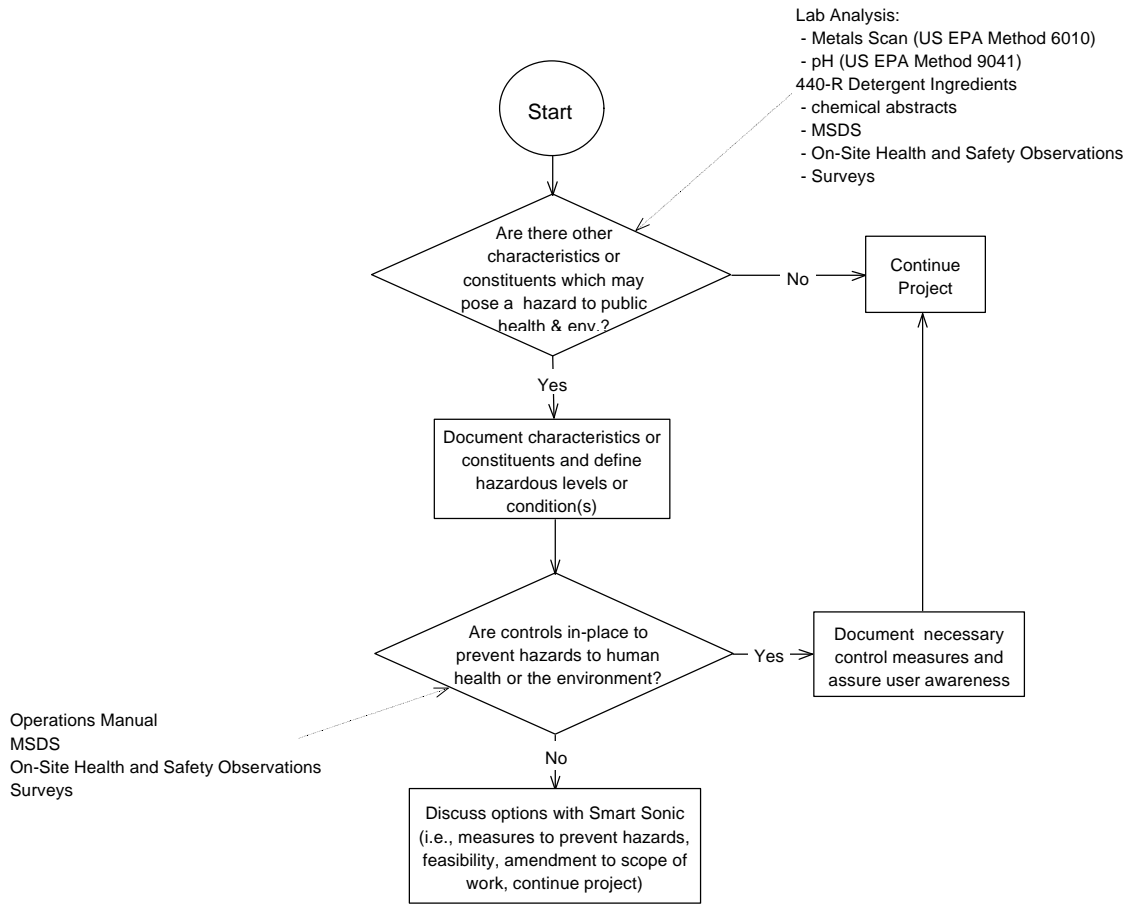 Lab Analysis:
- Metals Scan (US EPA Method 6010)
- pH (US EPA Method 9041)
440-R Detergent Ingredients
- chemical abstracts
- MSDS
- On-Site Health and Safety Observations
- Surveys
Start
Are there other
characteristics or
constituents which may
pose a hazard to public
health & env.?
No
Continue
Project
Yes
Document characteristics or
constituents and define
hazardous levels or
condition(s)
Are controls in-place to
prevent hazards to human
health or the environment?
Yes
Document necessary
control measures and
assure user awareness
Operations Manual
MSDS
On-Site Health and Safety Observations
Surveys
No
Discuss options with Smart Sonic
(i.e., measures to prevent hazards,
feasibility, amendment to scope of
work, continue project)